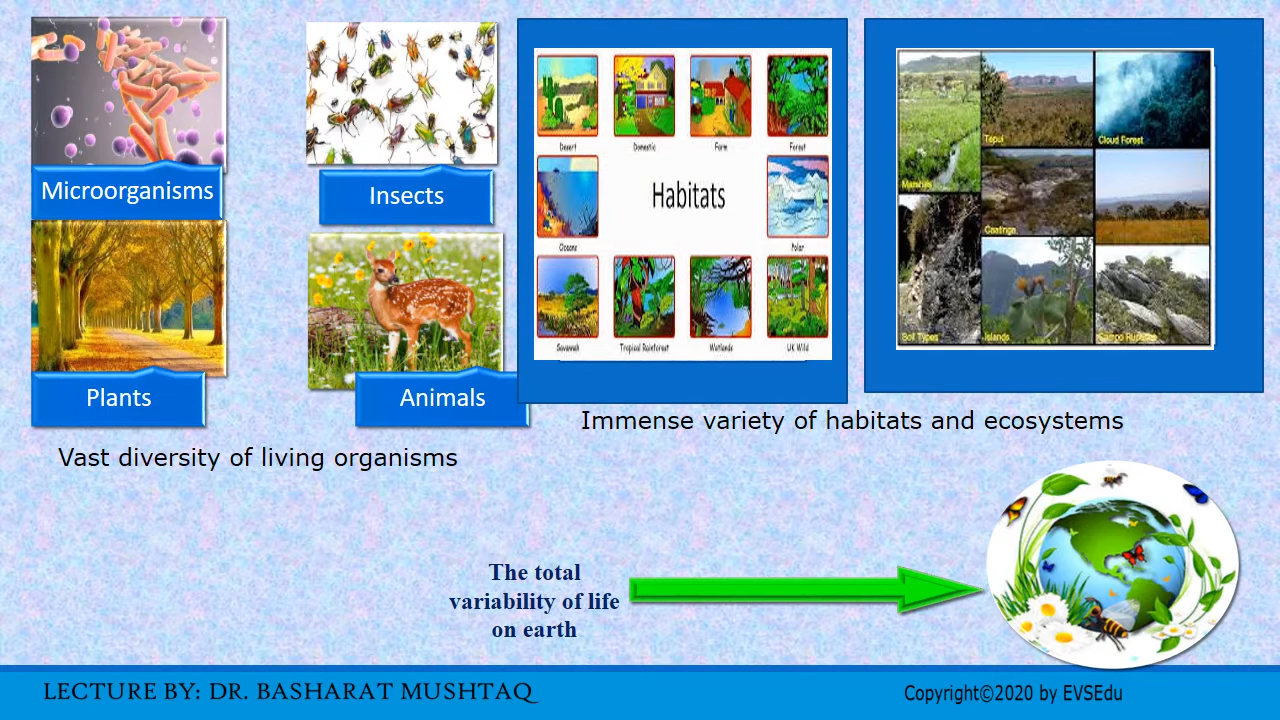 Microorganisms
Insects
Plants
Animals
Vast diversity of living organisms
Desert
Domestic
Farm
Forest
Habitats
Oceans
Polar
Savannah
Tropical Rainforest
Wetlands
UK Wild
Marshes
Tepui
Cloud Forest
Caatinga
Soil Types
Islands
Campo Rupestre
Immense variety of habitats and ecosystems
The total
variability of life
on earth
LECTURE BY: DR. BASHARAT MUSHTAQ
Copyright©2020 by EVSEdu